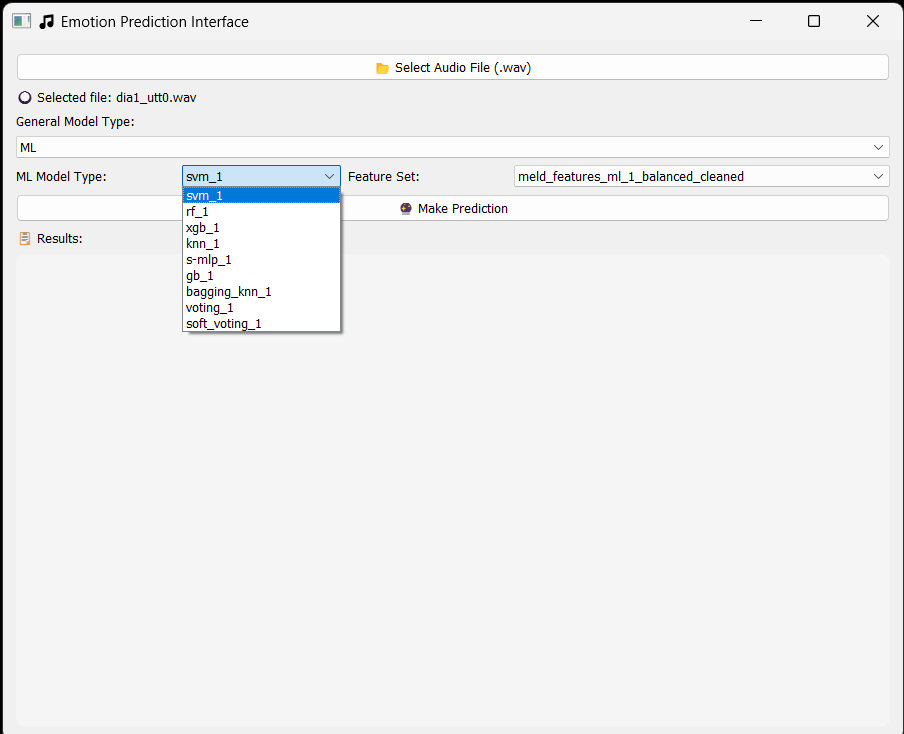 Emotion Prediction Interface
Select Audio File (.wav)
Selected file: dia1_utt0.wav
General Model Type:
ML
ML Model Type: svm_1 Feature Set: meld_features_ml_1_balanced_cleaned
svm_1
rf_1
xgb_1
knn_1
s-mlp_1
gb_1
bagging_knn_1
voting_1
soft_voting_1
Make Prediction
Results: